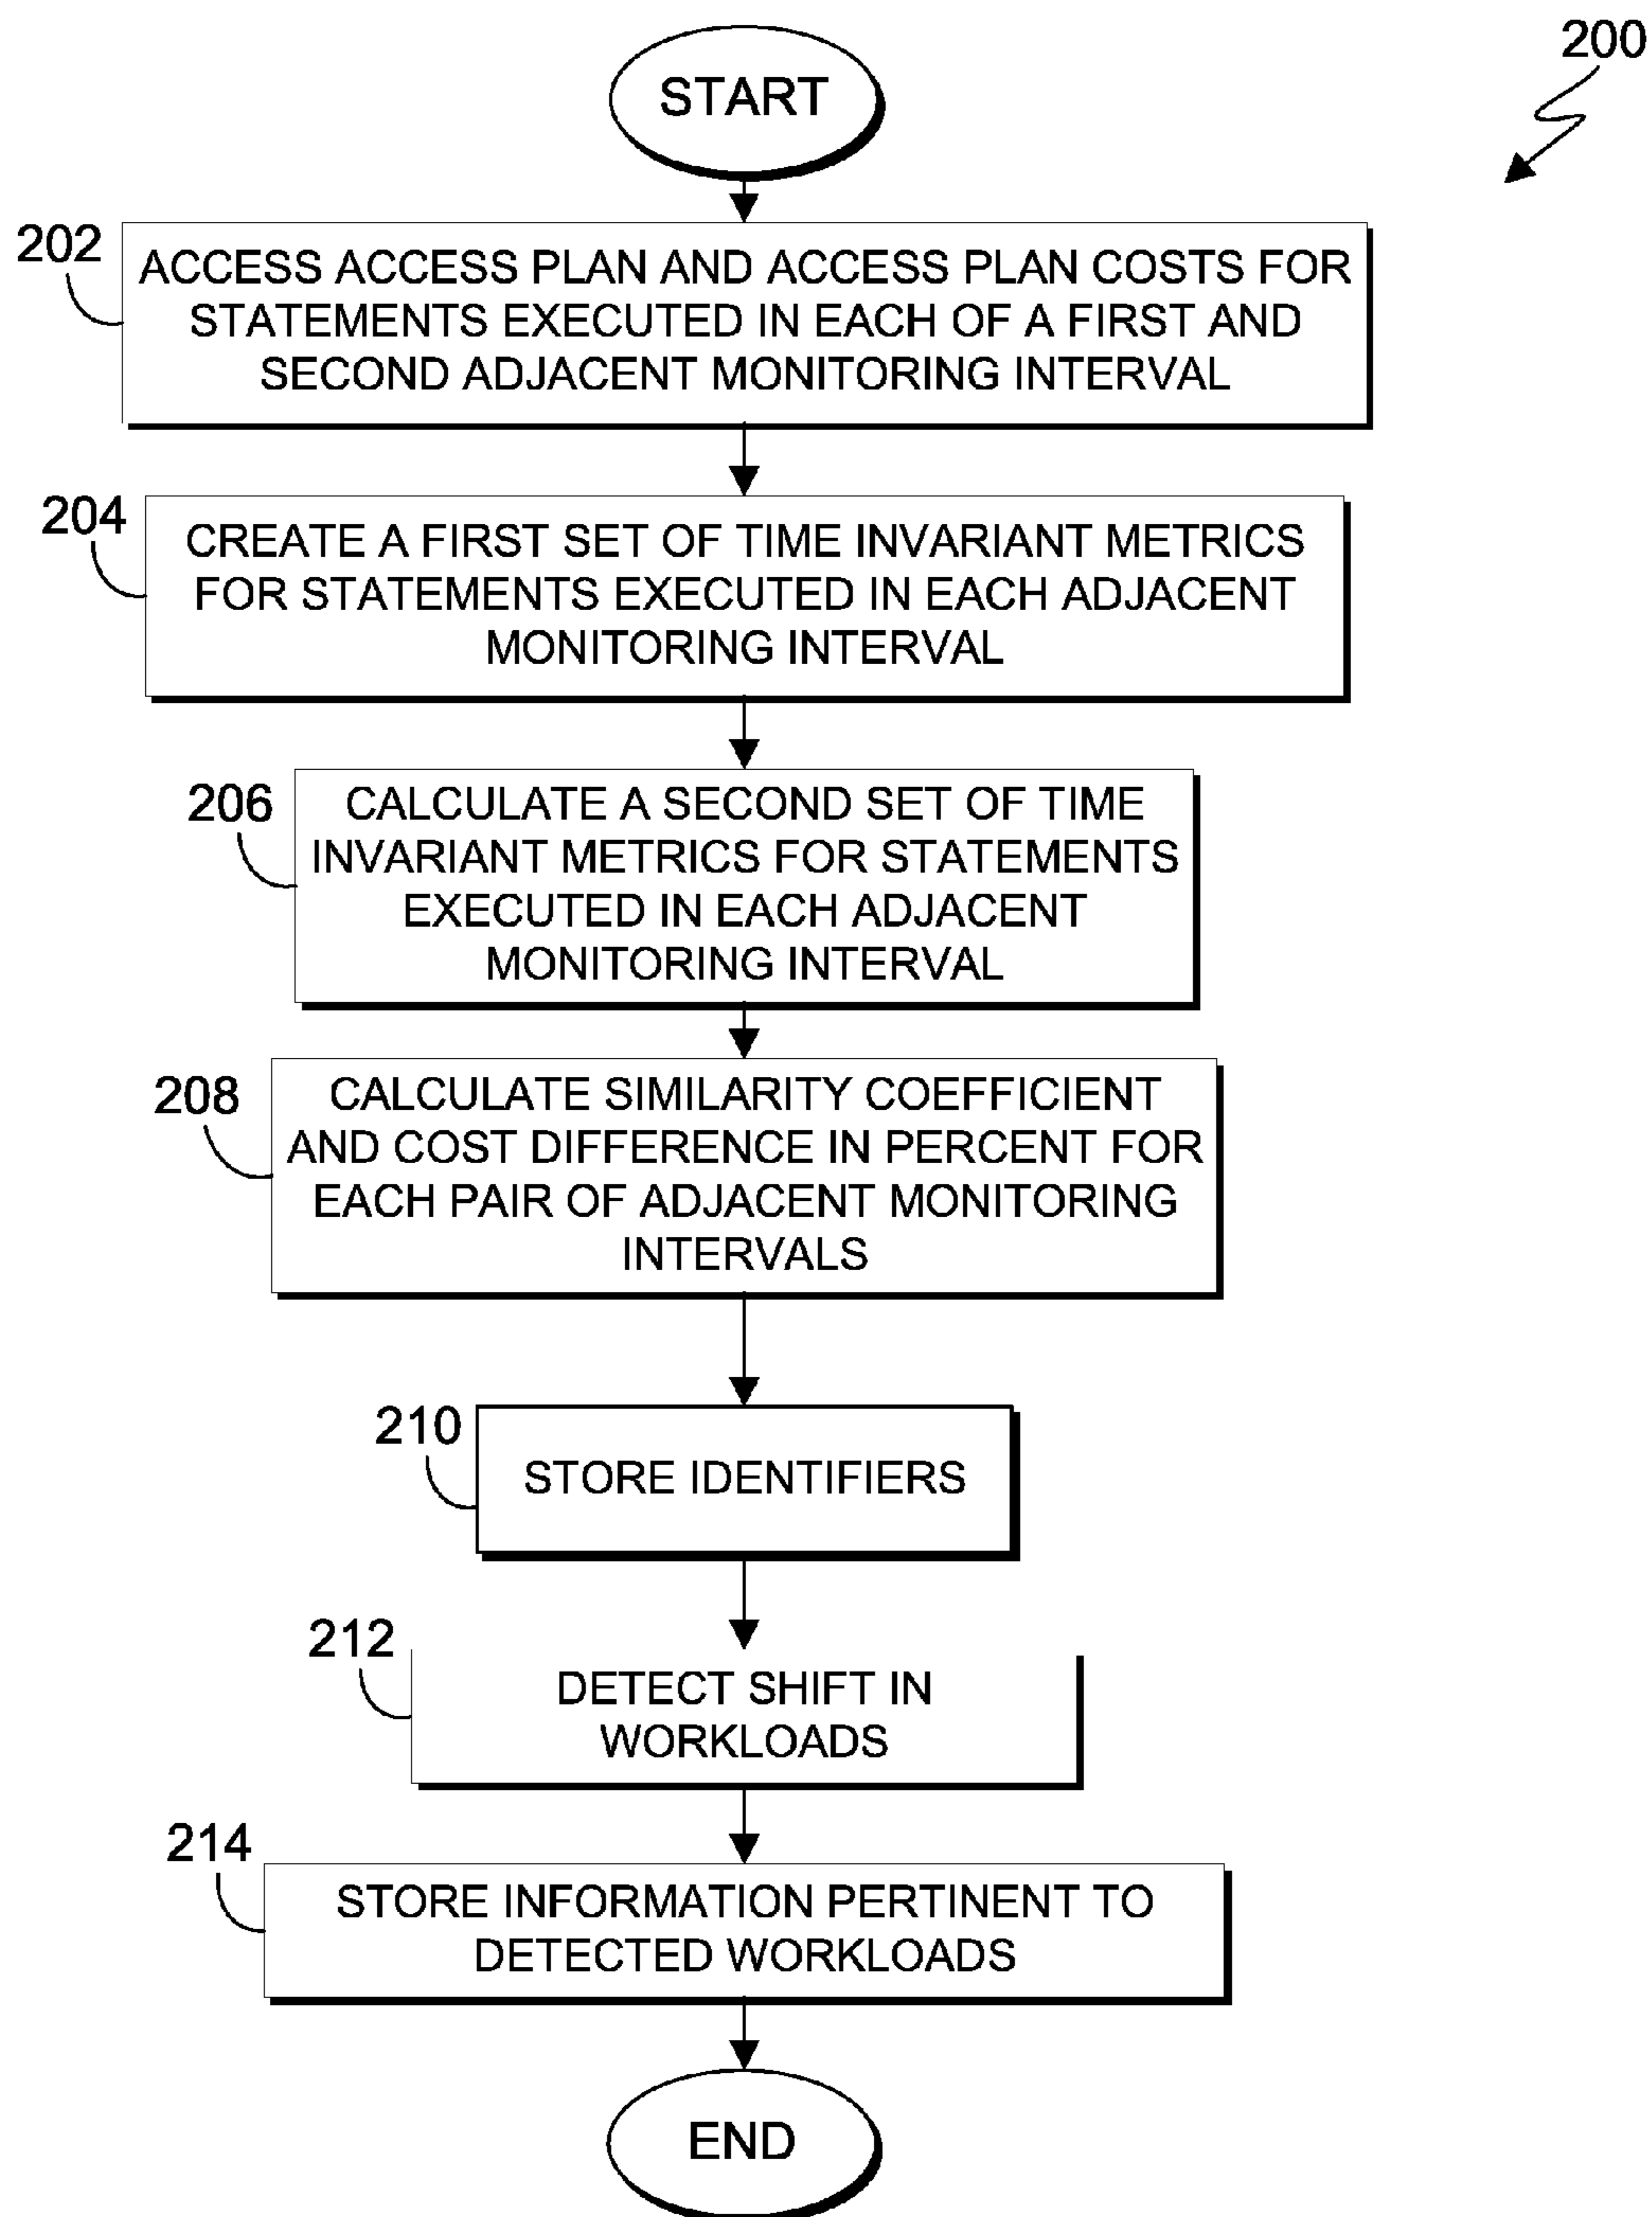 200
START
202
ACCESS ACCESS PLAN AND ACCESS PLAN COSTS FOR
STATEMENTS EXECUTED IN EACH OF A FIRST AND
SECOND ADJACENT MONITORING INTERVAL
204
CREATE A FIRST SET OF TIME INVARIANT METRICS
FOR STATEMENTS EXECUTED IN EACH ADJACENT
MONITORING INTERVAL
206
CALCULATE A SECOND SET OF TIME
INVARIANT METRICS FOR STATEMENTS
EXECUTED IN EACH ADJACENT
MONITORING INTERVAL
208
CALCULATE SIMILARITY COEFFICIENT
AND COST DIFFERENCE IN PERCENT FOR
EACH PAIR OF ADJACENT MONITORING
INTERVALS
210
STORE IDENTIFIERS
212
DETECT SHIFT IN
WORKLOADS
214
STORE INFORMATION PERTINENT TO
DETECTED WORKLOADS
END